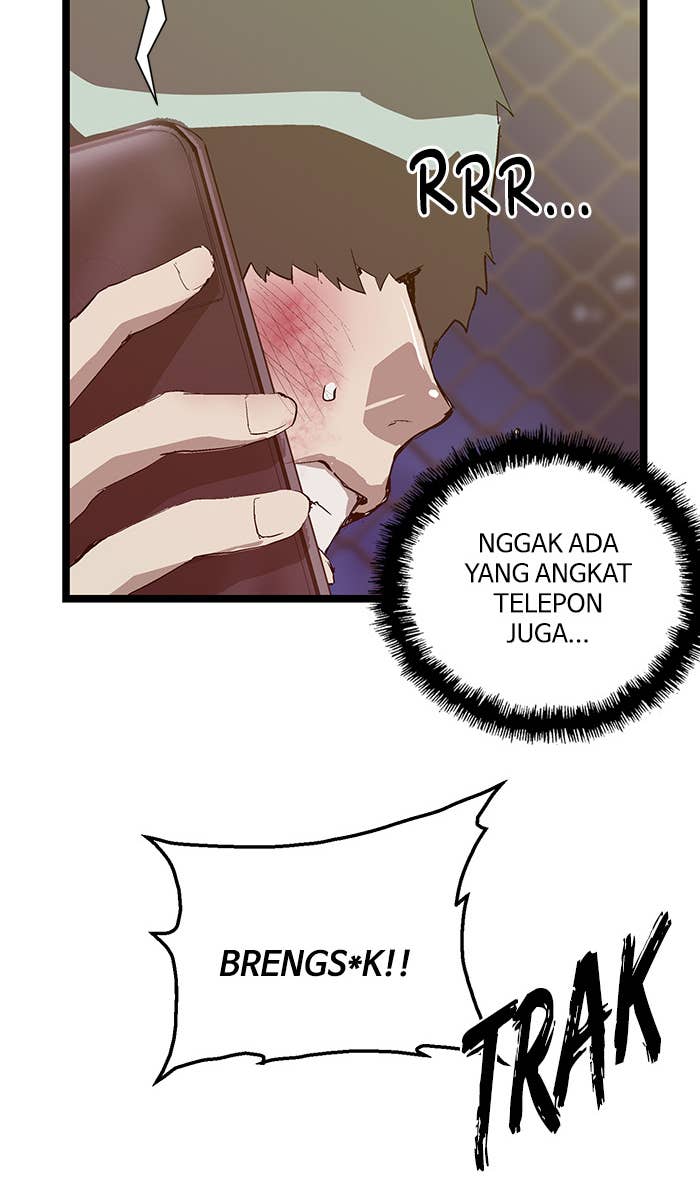 RRR...
NGGAK ADA
YANG ANGKAT
TELEPON
JUGA...
BRENGS*K!!
TRAK